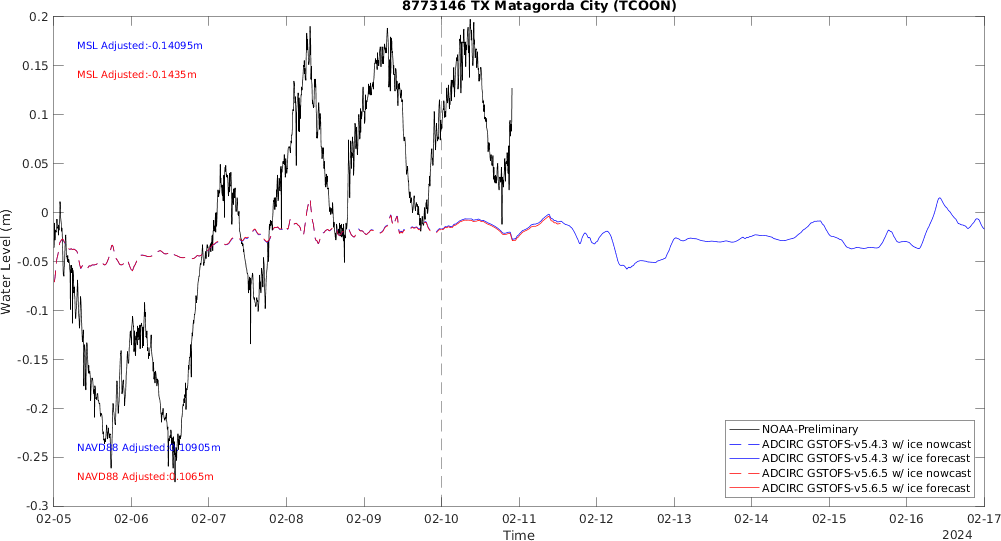 8773146 TX Matagorda City (TCOON)
0.2
0.15
0.1
0.05
0
-0.05
-0.1
-0.15
-0.2
-0.25
-0.3
Water Level (m)
MSL Adjusted:-0.14095m
MSL Adjusted:-0.1435m
NAVD88 Adjusted:0.10905m
NAVD88 Adjusted:0.1065m
NOAA-Preliminary
ADCIRC GSTOFS-v5.4.3 w/ ice nowcast
ADCIRC GSTOFS-v5.4.3 w/ ice forecast
ADCIRC GSTOFS-v5.6.5 w/ ice nowcast
ADCIRC GSTOFS-v5.6.5 w/ ice forecast
02-05 02-06 02-07 02-08 02-09 02-10 02-11 02-12 02-13 02-14 02-15 02-16 02-17
Time
2024